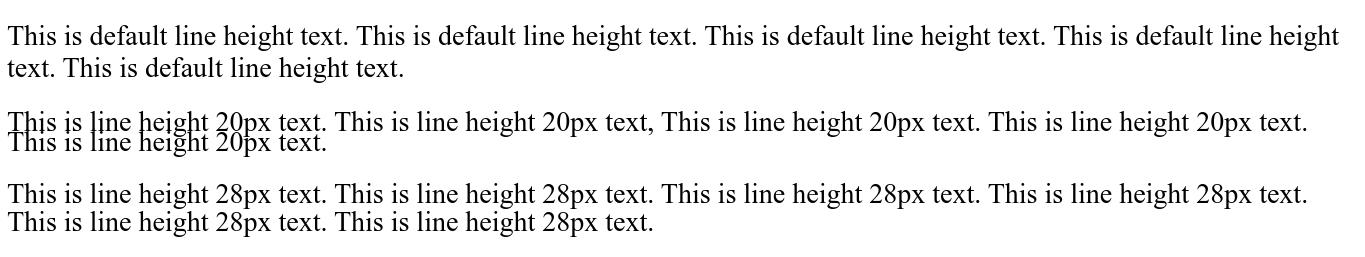 This is default line height text. This is default line height text. This is default line height text. This is default line height
text. This is default line height text.
This is line height 20px text. This is line height 20px text, This is line height 20px text. This is line height 20px text.
This is line height 20px text.
This is line height 28px text. This is line height 28px text. This is line height 28px text. This is line height 28px text.
This is line height 28px text. This is line height 28px text.